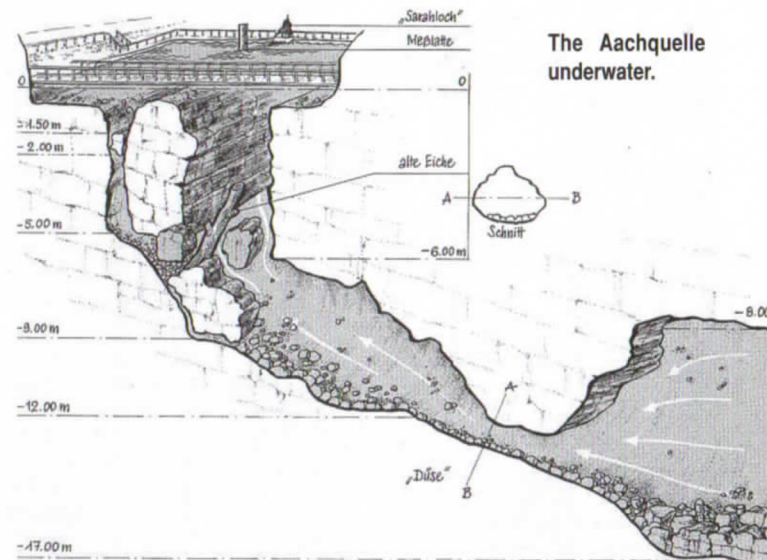 „Sarahloch"
Meßlatte
The Aachquelle
underwater.
0
0
-1.50 m
-2.00 m
alte Eiche
A
B
Schnitt
-5.00 m
-6.00 m
-8.00
-9.00 m
A
-12.00 m
„Düse"
B
-17.00 m